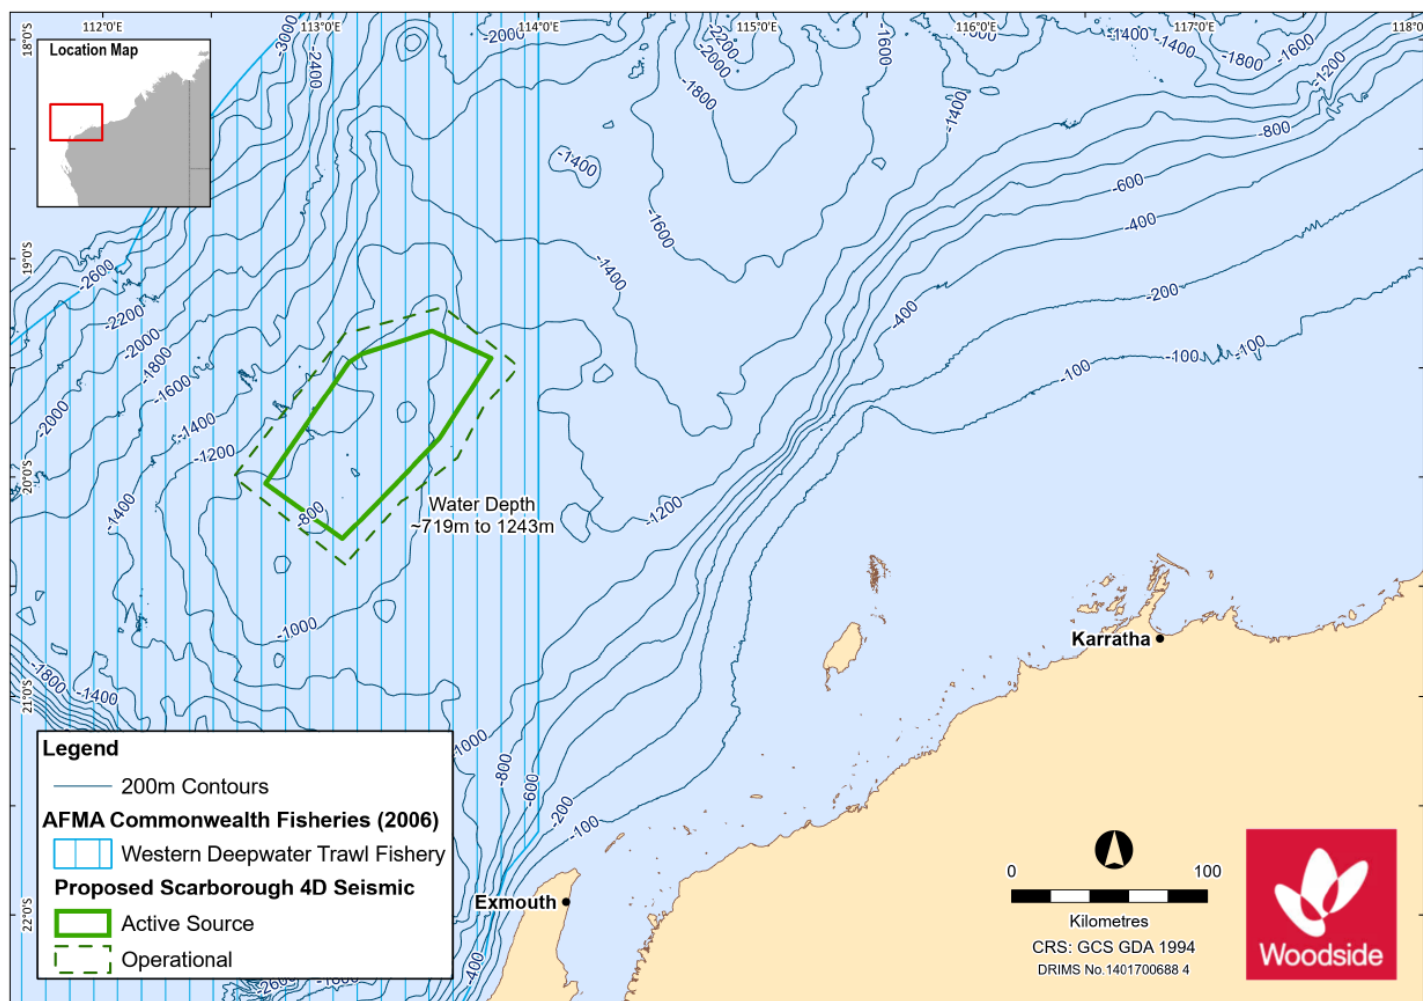 112°0'E
113°0'E
114°0'E
115°0'E
116°0'E
117°0'E
118°0
18°0'S
19°0'S
20°0'S
21°0'S
22°0'S
Location Map
-3000
-2400
-2000
-2200
-2000
-1800
-1600
-1400
-1400
-1400
-1800
-1600
-1200
-800
-600
-400
-200
-100
-100
-100
-1400
-1600
-1400
-400
-2600
-2200
-2000
-1800
-1600
-2000
-1400
-1200
-1400
-800
Water Depth
~719m to 1243m
-1200
-1000
-1800
-1400
-1000
-800
-600
-200
-100
-400
-2600
Karratha
Exmouth
Legend
200m Contours
AFMA Commonwealth Fisheries (2006)
Western Deepwater Trawl Fishery
Proposed Scarborough 4D Seismic
Active Source
Operational
0
100
Kilometres
CRS: GCS GDA 1994
DRIMS No.1401700688 4
Woodside